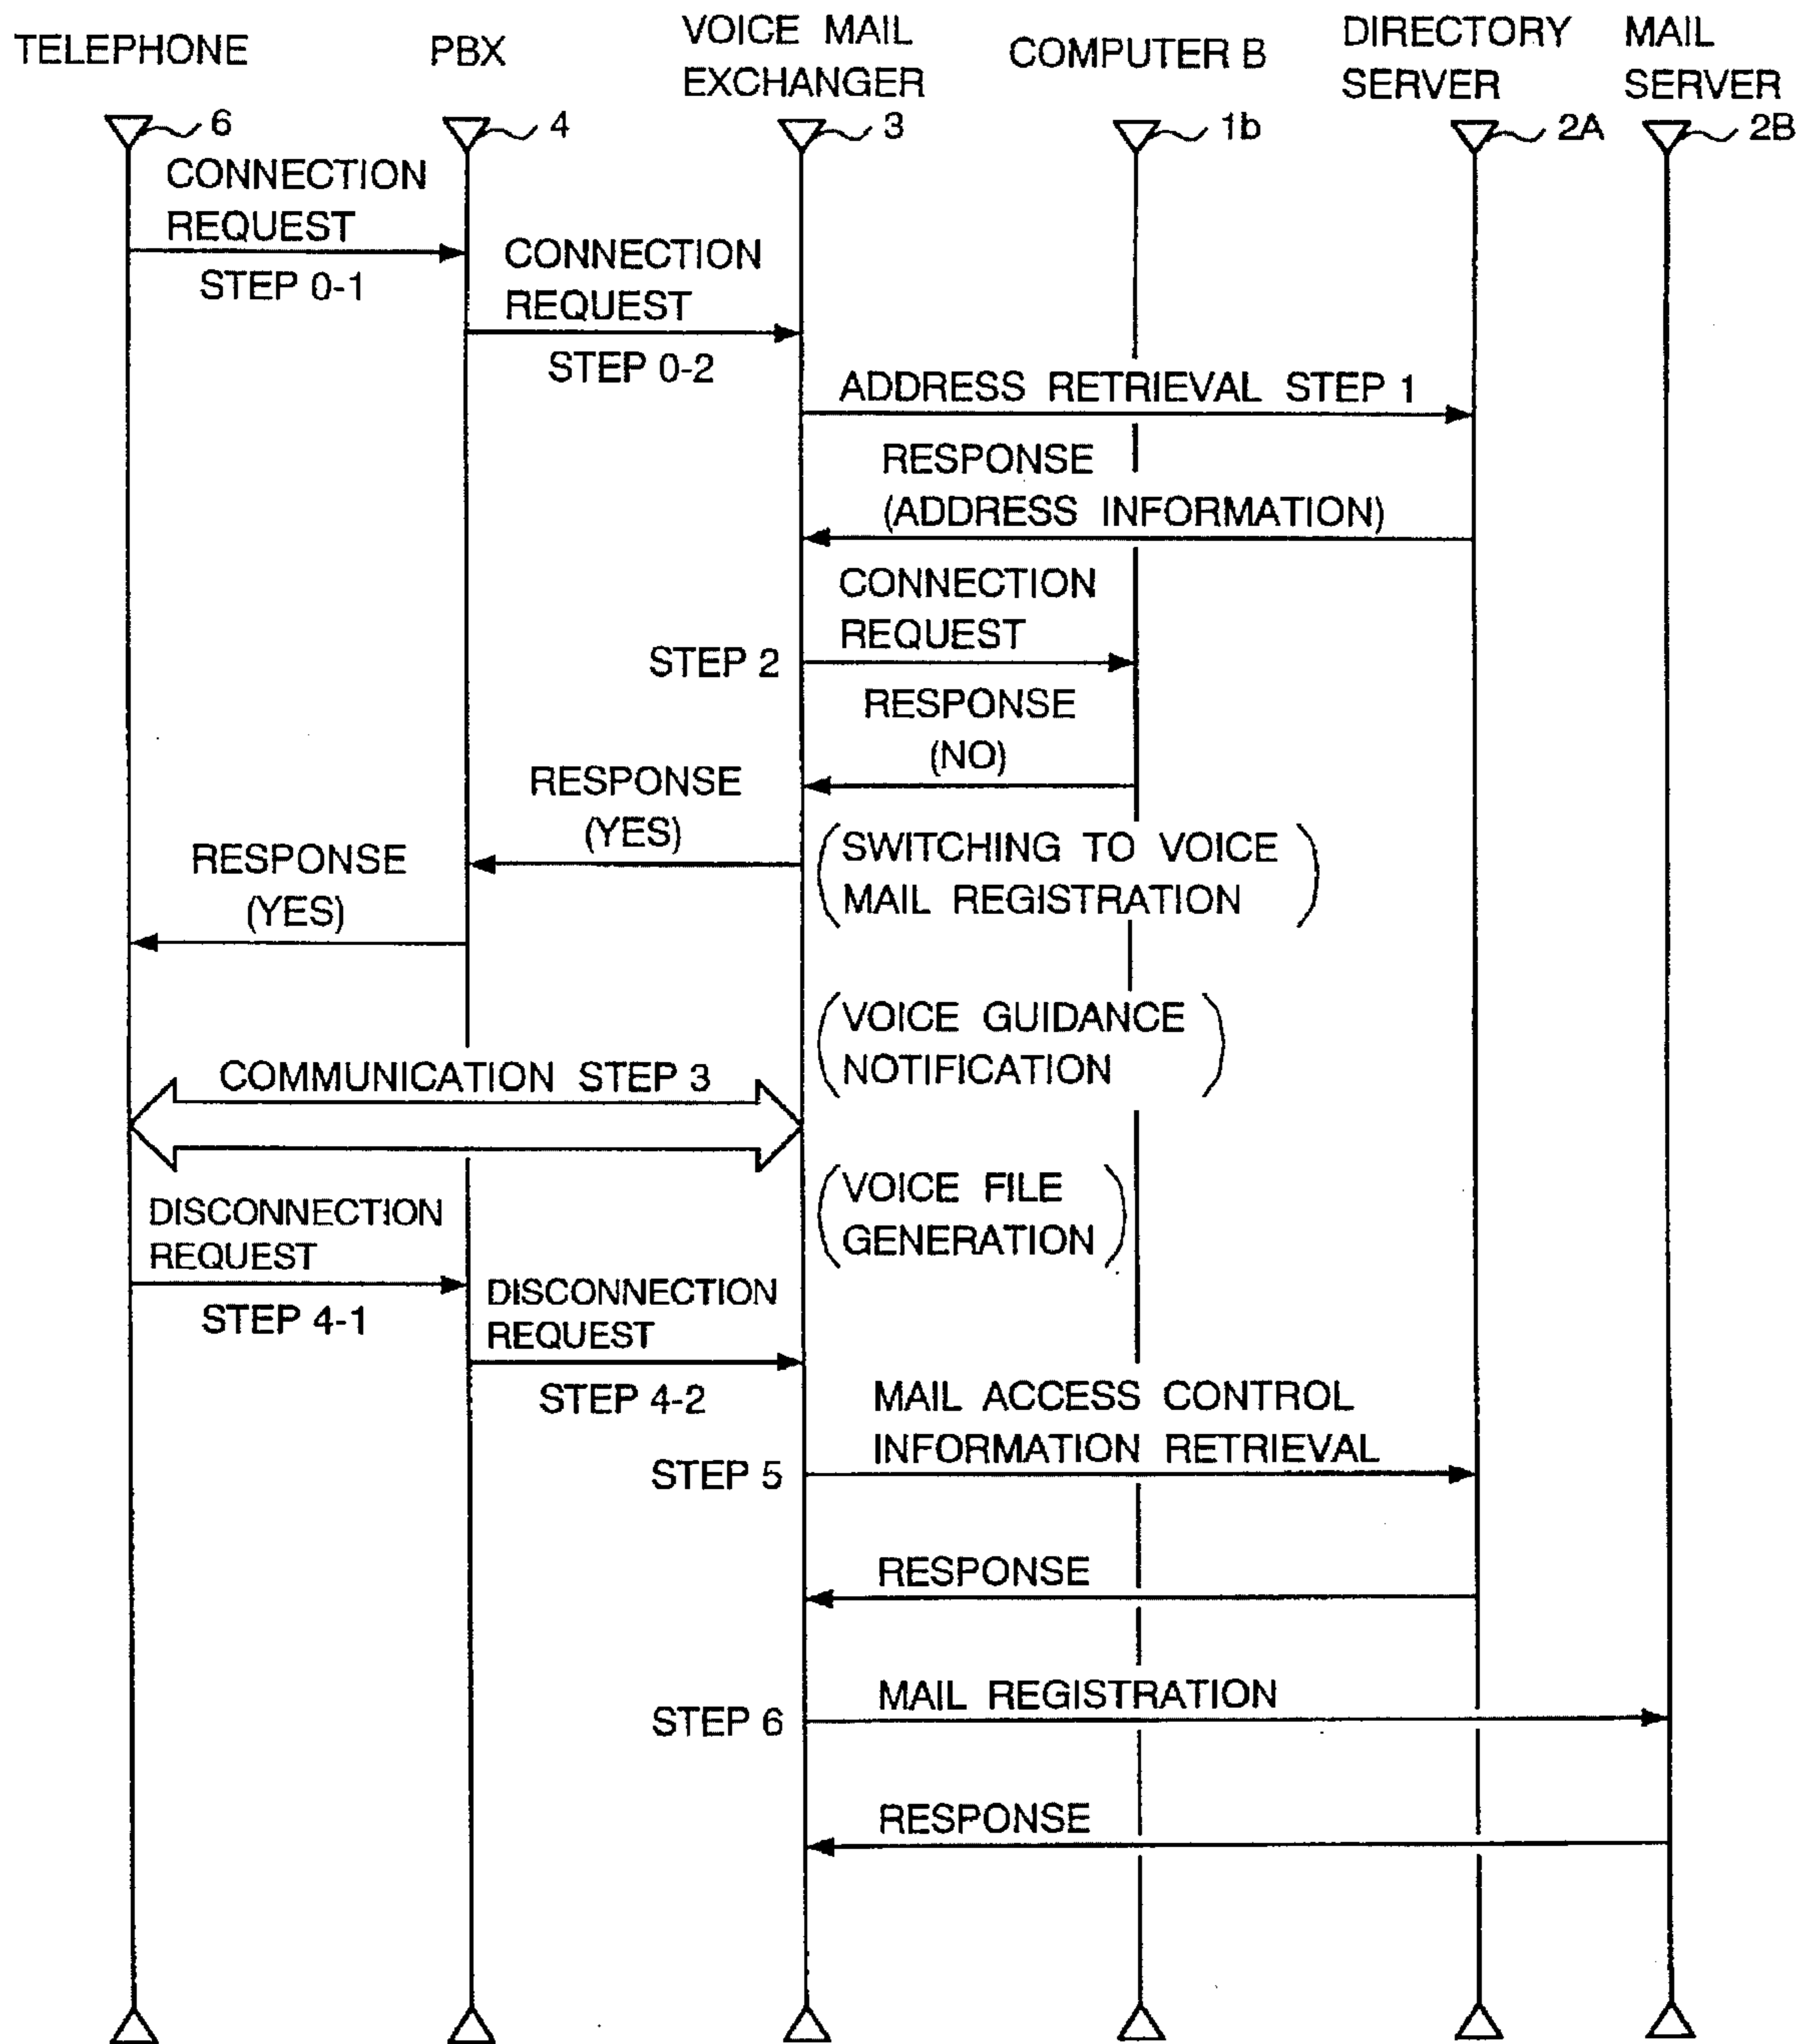 TELEPHONE
PBX
VOICE MAIL
EXCHANGER
COMPUTER B
DIRECTORY
SERVER
MAIL
SERVER
6
4
3
1b
2A
2B
CONNECTION
REQUEST
STEP 0-1
CONNECTION
REQUEST
STEP 0-2
ADDRESS RETRIEVAL STEP 1
RESPONSE
(ADDRESS INFORMATION)
CONNECTION
REQUEST
STEP 2
RESPONSE
(NO)
RESPONSE
(YES)
(SWITCHING TO VOICE
MAIL REGISTRATION)
RESPONSE
(YES)
(VOICE GUIDANCE
NOTIFICATION)
COMMUNICATION STEP 3
(VOICE FILE
GENERATION)
DISCONNECTION
REQUEST
STEP 4-1
DISCONNECTION
REQUEST
STEP 4-2
MAIL ACCESS CONTROL
INFORMATION RETRIEVAL
STEP 5
RESPONSE
MAIL REGISTRATION
STEP 6
RESPONSE